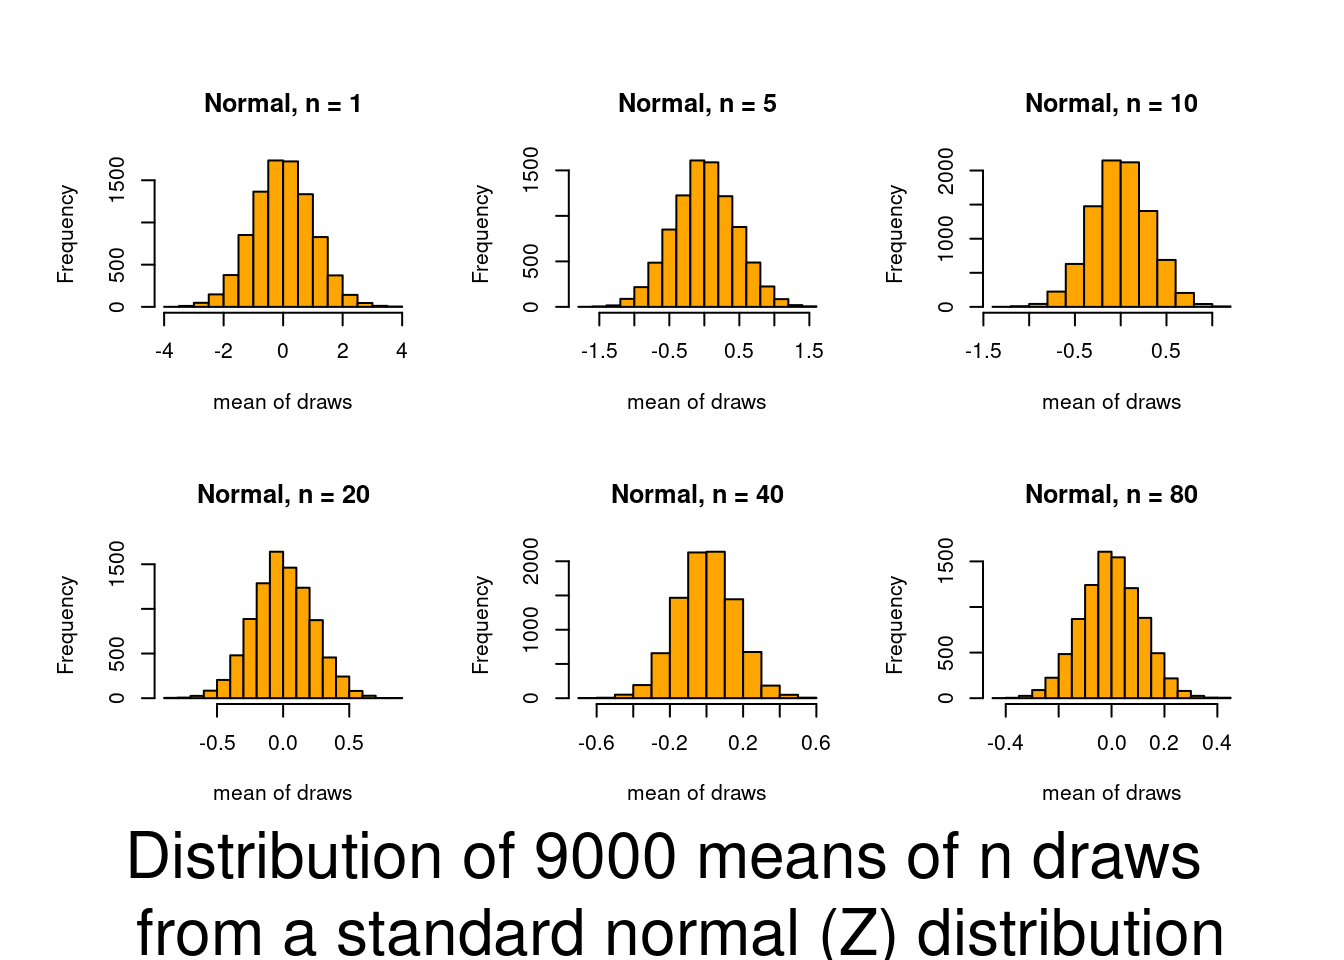 Normal, n = 1
Frequency
0
500
1500
-4 -2 0 2 4
mean of draws
Normal, n = 5
Frequency
0
500
1500
-1.5 -0.5 0.5 1.5
mean of draws
Normal, n = 10
Frequency
0
1000
2000
-1.5 -0.5 0.5
mean of draws
Normal, n = 20
Frequency
0
500
1500
-0.5 0.0 0.5
mean of draws
Normal, n = 40
Frequency
0
1000
2000
-0.6 -0.2 0.2 0.6
mean of draws
Normal, n = 80
Frequency
0
500
1500
-0.4 0.0 0.2 0.4
mean of draws
Distribution of 9000 means of n draws
from a standard normal (Z) distribution